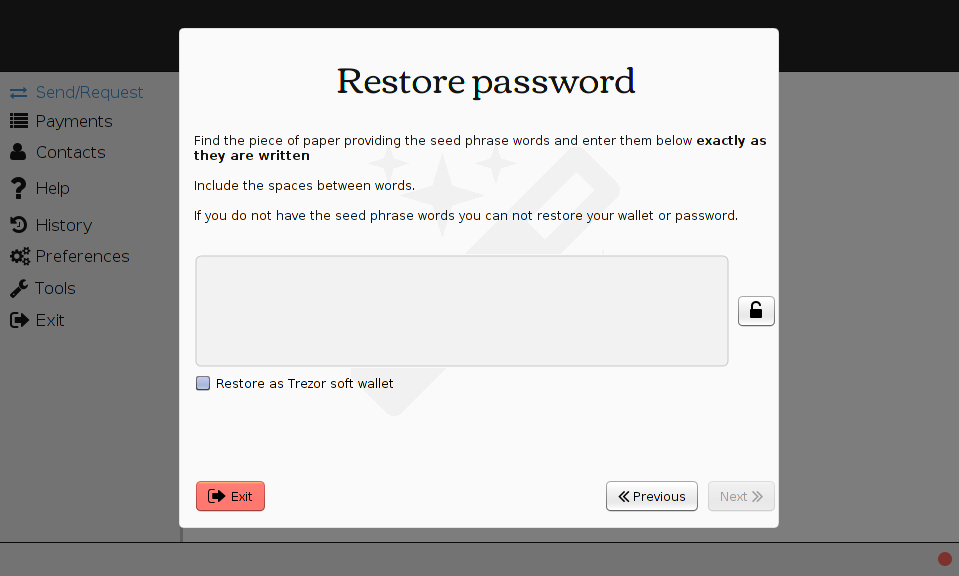 Restore password
Send/Request
Payments
Contacts
Help
History
Preferences
Tools
Exit
Find the piece of paper providing the seed phrase words and enter them below exactly as
they are written
Include the spaces between words.
If you do not have the seed phrase words you can not restore your wallet or password.
Restore as Trezor soft wallet
Exit
Previous
Next